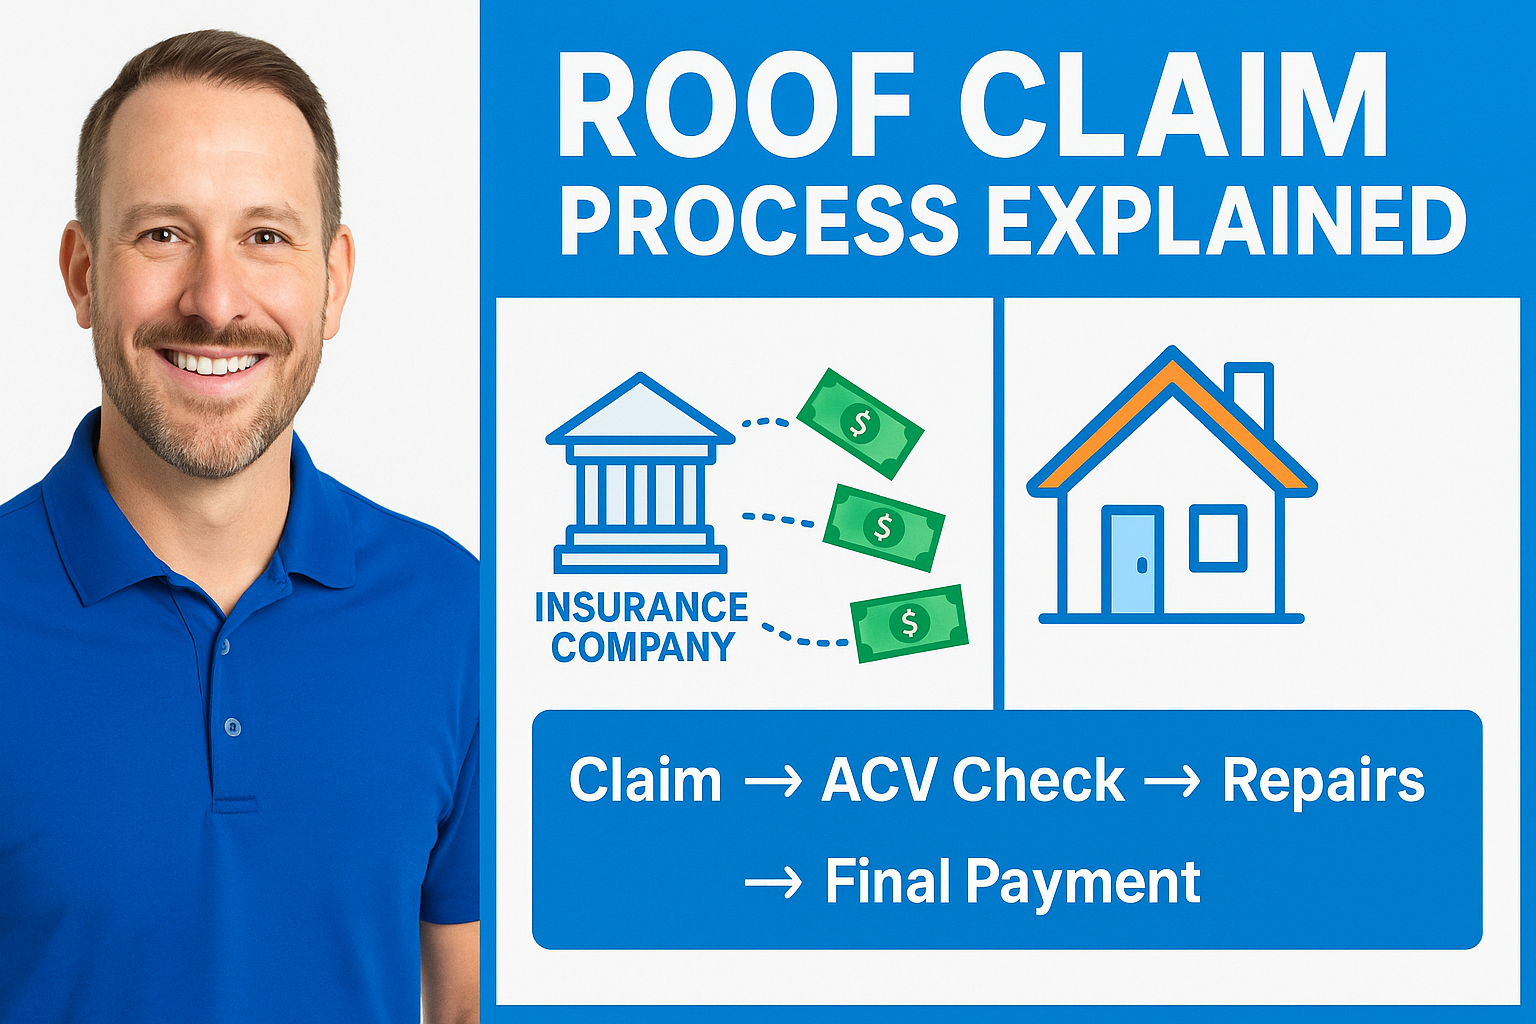 ROOF CLAIM
PROCESS EXPLAINED
$
$
$
INSURANCE
COMPANY
Claim → ACV Check → Repairs
→ Final Payment